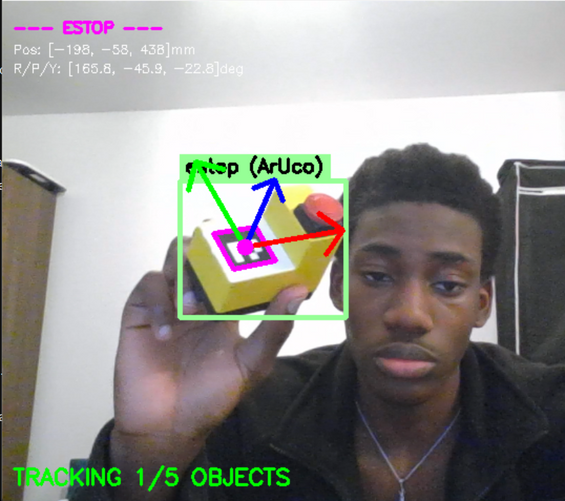 --- ESTOP ---
Pos: [-198, -58, 438]mm
R/P/Y: [165.8, -45.9, -22.8]deg
estop (ArUco)
TRACKING 1/5 OBJECTS